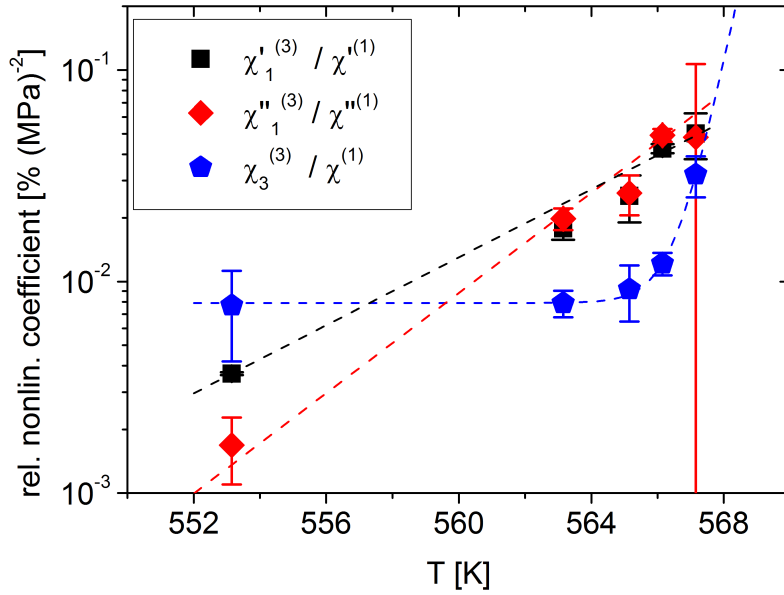 χ'₁⁽³⁾ / χ'⁽¹⁾
χ"₁⁽³⁾ / χ"⁽¹⁾
χ₃⁽³⁾ / χ⁽¹⁾
rel. nonlin. coefficient [% (MPa)⁻²]
10⁻¹
10⁻²
10⁻³
552 556 560 564 568
T [K]